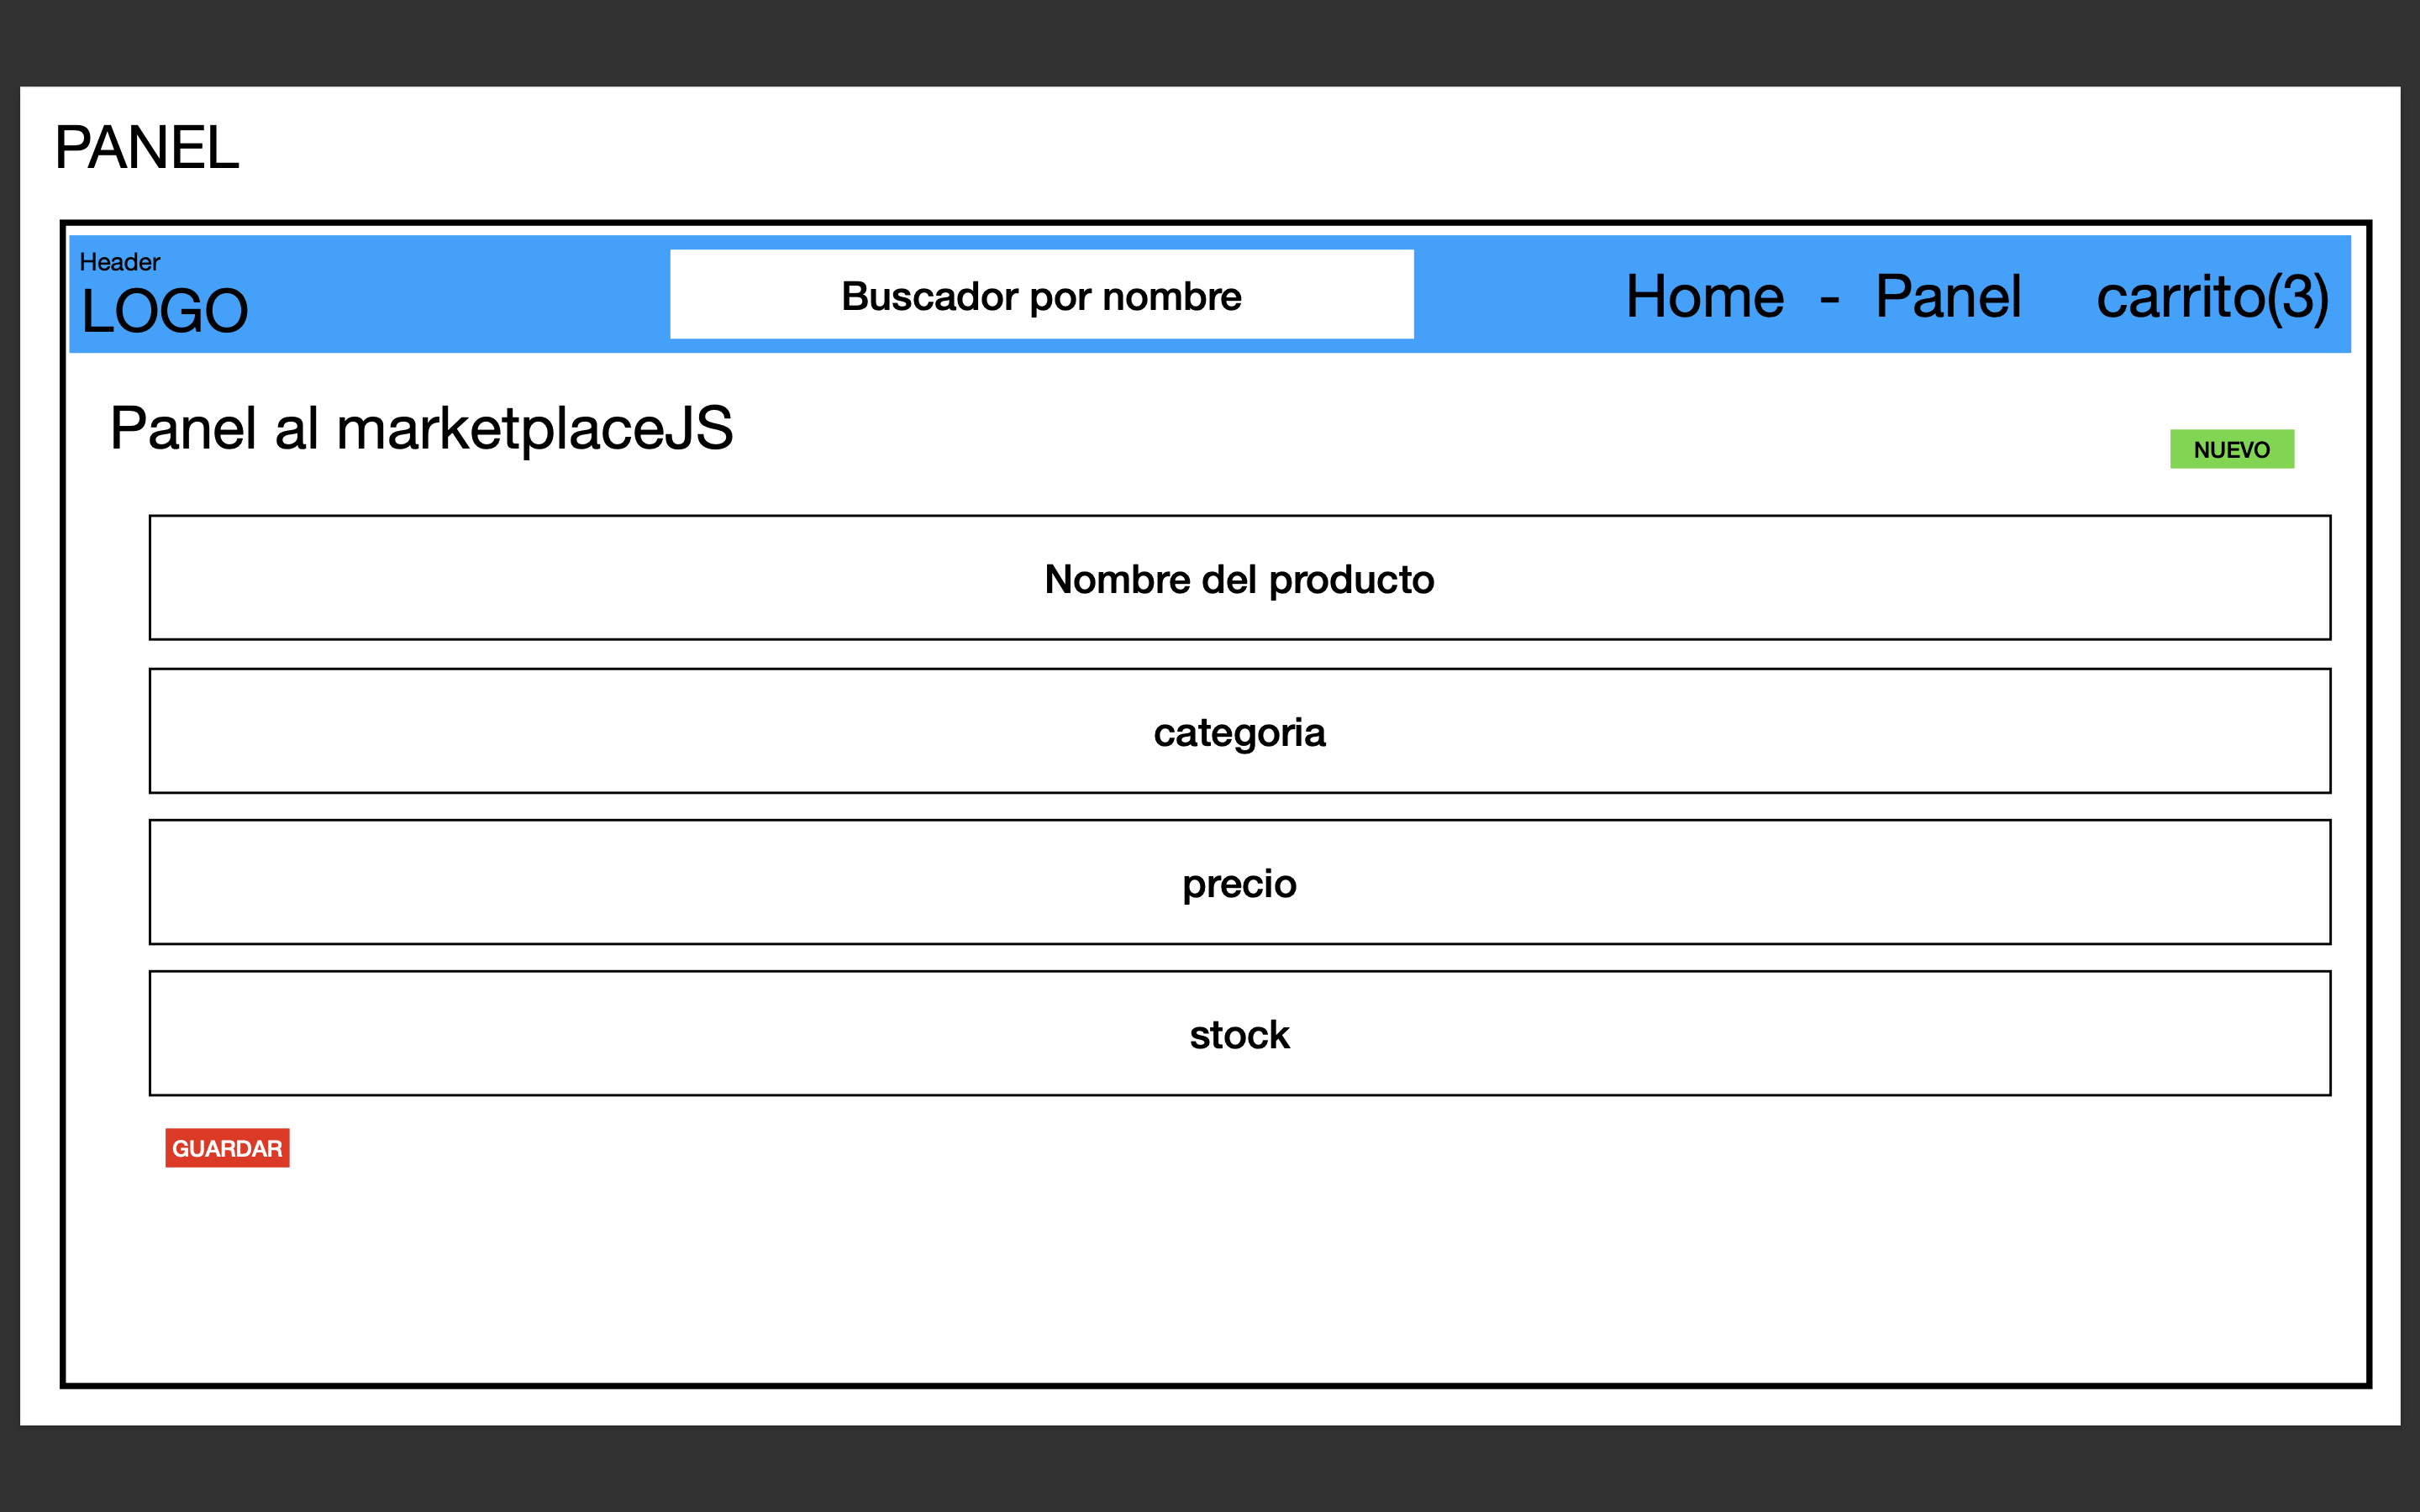 PANEL
Header
LOGO
Buscador por nombre
Home - Panel carrito(3)
Panel al marketplaceJS
NUEVO
Nombre del producto
categoria
precio
stock
GUARDAR